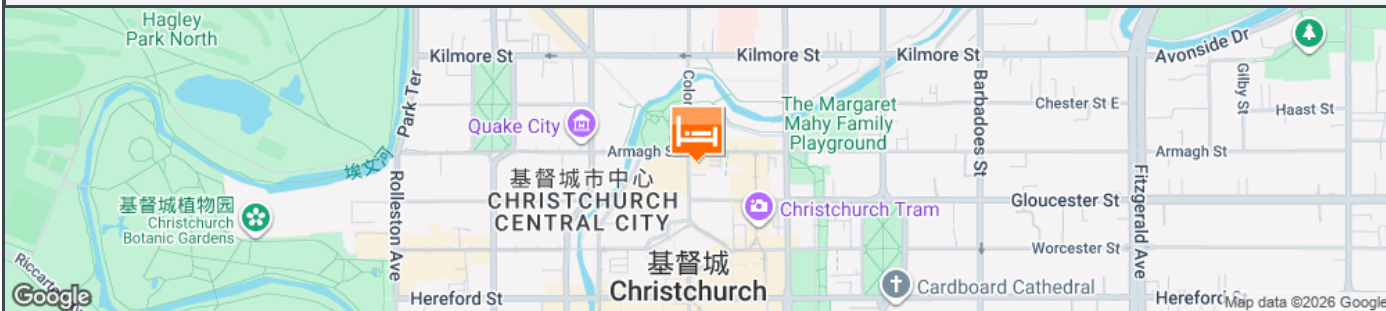 Hagley
Park North
Kilmore St
Kilmore St
Kilmore St
Avonside Dr
Park Ter
Barbadoes St
Gilby St
Chester St E
Haast St
The Margaret
Mahy Family
Playground
Quake City
Armagh
Armagh St
埃文河
Rolleston Ave
基督城市中心
CHRISTCHURCH
CENTRAL CITY
Fitzgerald Ave
基督城植物园
Christchurch
Botanic Gardens
Christchurch Tram
Gloucester St
Worcester St
基督城
Christchurch
Cardboard Cathedral
Hereford St
Hereford
Google
Map data ©2026 Google